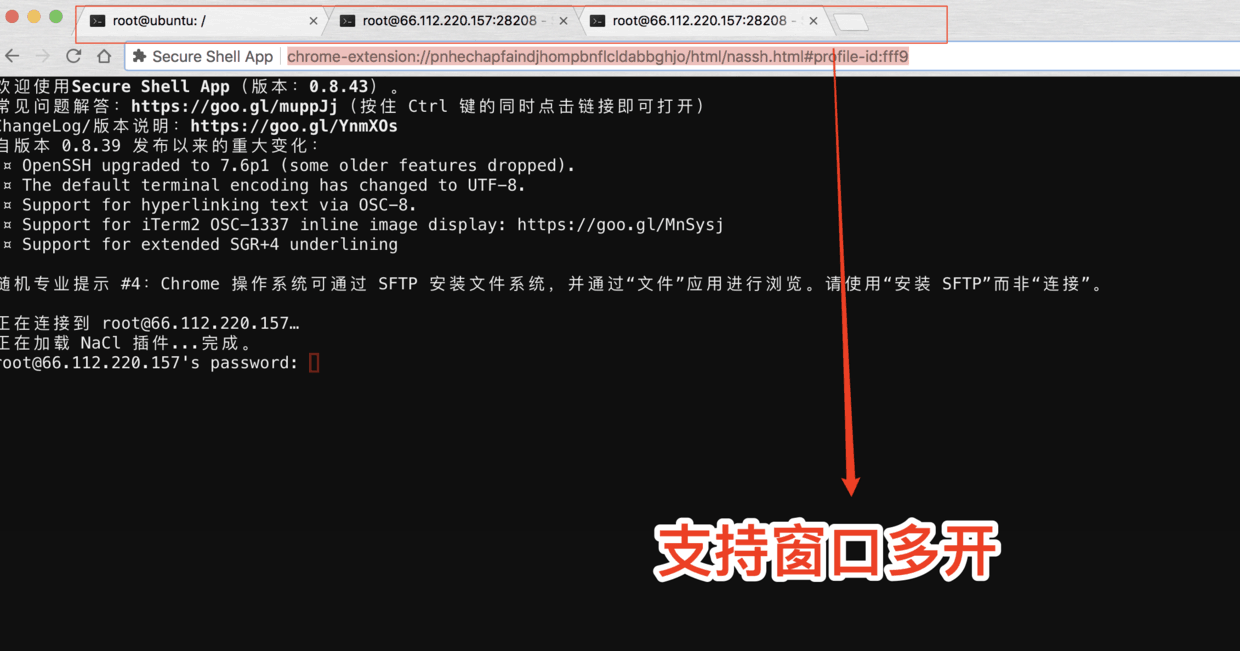 root@ubuntu: /
root@66.112.220.157:28208 -
root@66.112.220.157:28208 -
Secure Shell App
chrome-extension://pnhechapfaindjhompbnflcldabbghjo/html/nassh.html#profile-id:fff9
欢迎使用Secure Shell App（版本：0.8.43）。
常见问题解答：https://goo.gl/muppJj（按住 Ctrl 键的同时点击链接即可打开）
ChangeLog/版本说明：https://goo.gl/YnmXOs
自版本 0.8.39 发布以来的重大变化：
¤ OpenSSH upgraded to 7.6p1 (some older features dropped).
¤ The default terminal encoding has changed to UTF-8.
¤ Support for hyperlinking text via OSC-8.
¤ Support for iTerm2 OSC-1337 inline image display: https://goo.gl/MnSysj
¤ Support for extended SGR+4 underlining
随机专业提示 #4：Chrome 操作系统可通过 SFTP 安装文件系统，并通过“文件”应用进行浏览。请使用“安装 SFTP”而非“连接”。
正在连接到 root@66.112.220.157…
正在加载 NaCl 插件...完成。
root@66.112.220.157's password:
支持窗口多开